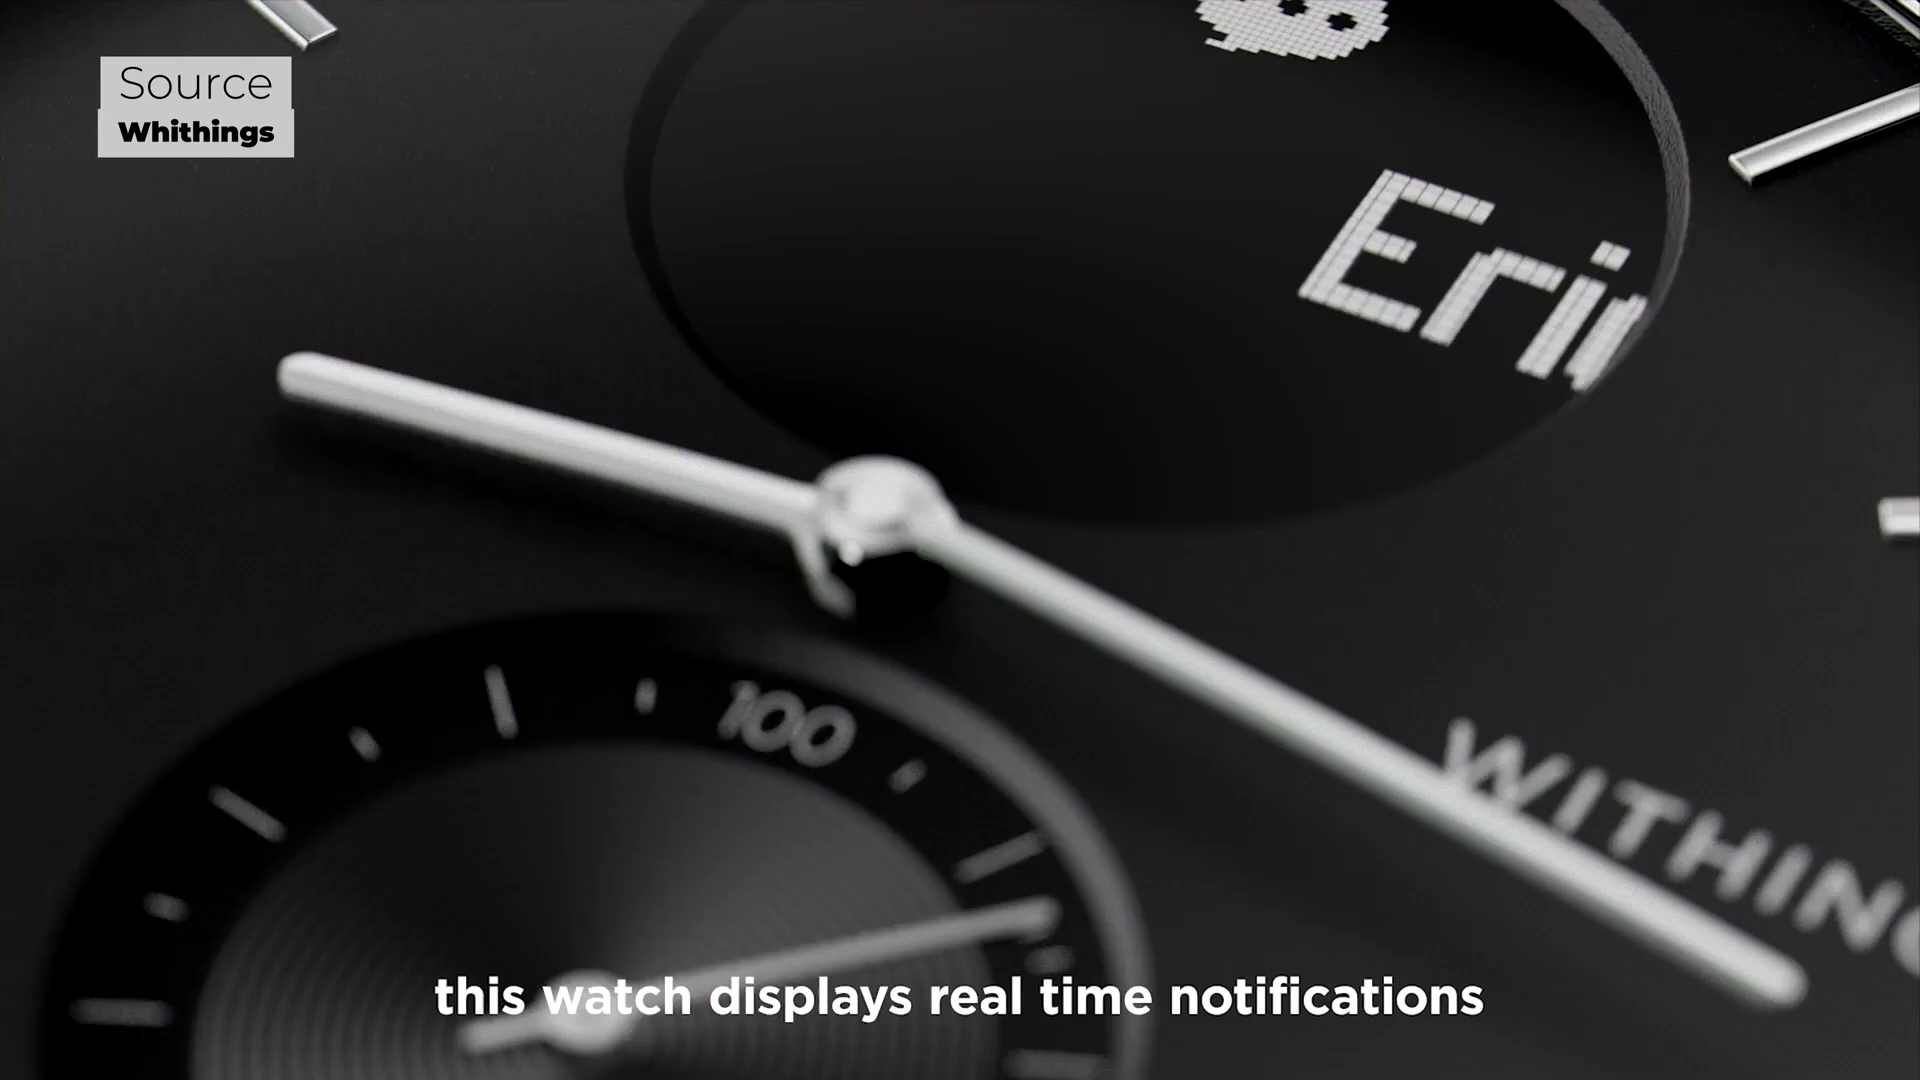 Source
Whithings
Eri
100
WITHING
this watch displays real time notifications